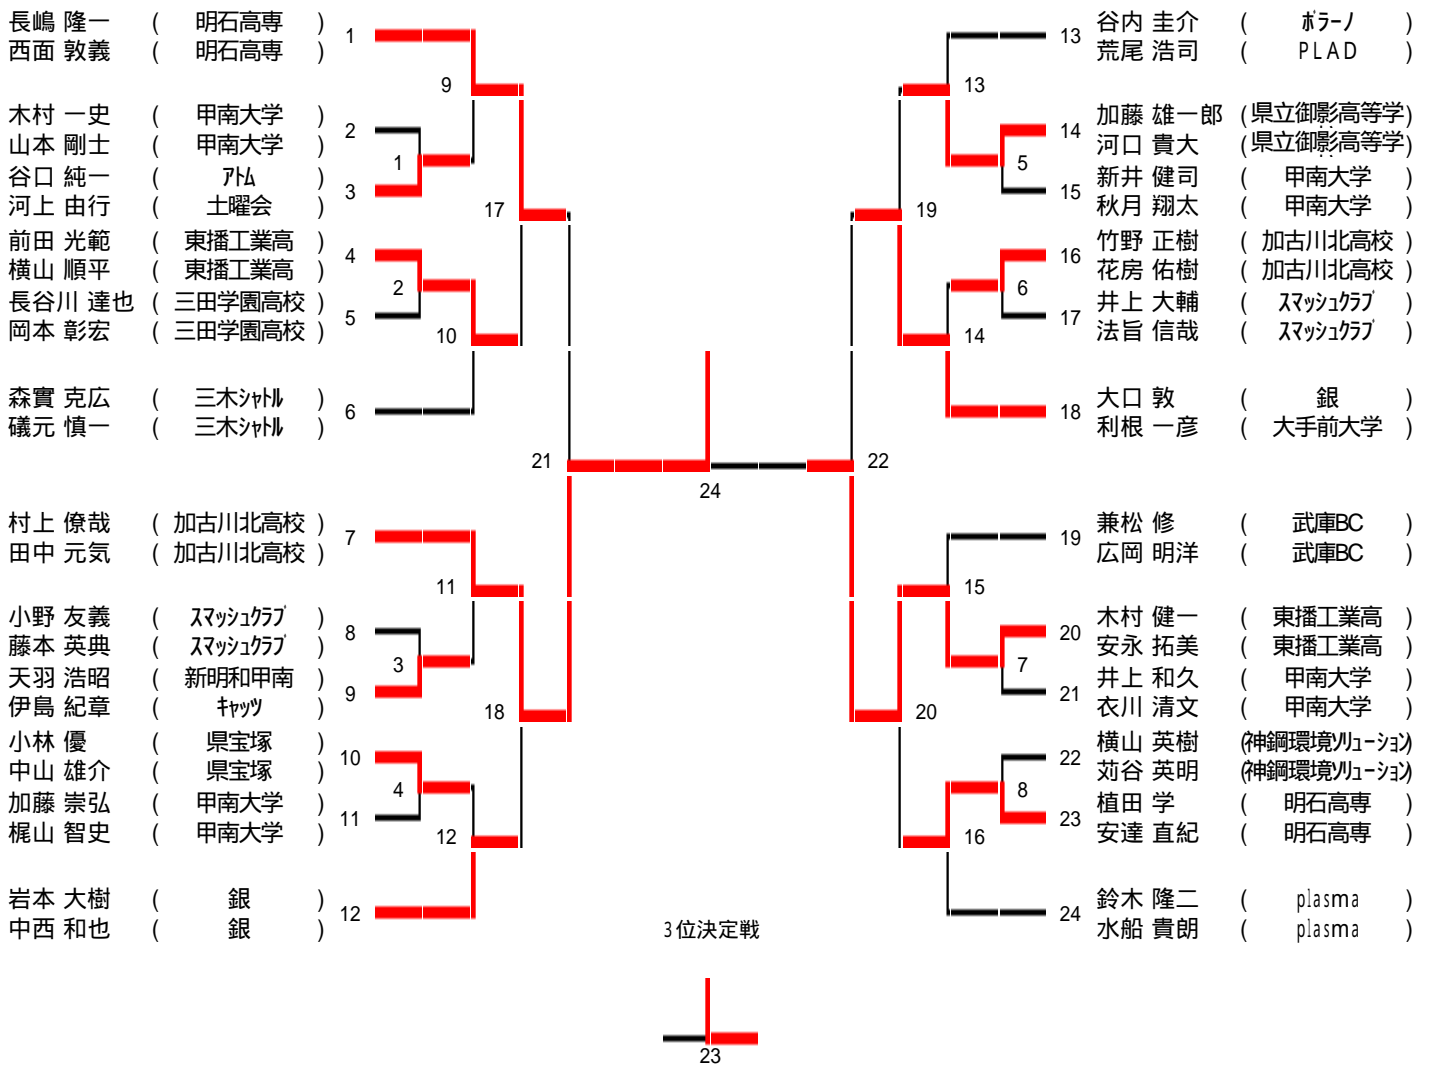 長嶋 隆一 ( 明石高専 )
西面 敦義 ( 明石高専 )
1
9
木村 一史 ( 甲南大学 )
山本 剛士 ( 甲南大学 )
2
1
谷口 純一 ( ｱﾄﾑ )
河上 由行 ( 土曜会 )
3
17
前田 光範 ( 東播工業高 )
横山 順平 ( 東播工業高 )
4
2
長谷川 達也 ( 三田学園高校 )
岡本 彰宏 ( 三田学園高校 )
5
10
森實 克広 ( 三木ｼｬﾄﾙ )
礒元 慎一 ( 三木ｼｬﾄﾙ )
6
21
村上 僚哉 ( 加古川北高校 )
田中 元気 ( 加古川北高校 )
7
11
小野 友義 ( ｽﾏｯｼｭｸﾗﾌﾞ )
藤本 英典 ( ｽﾏｯｼｭｸﾗﾌﾞ )
8
3
天羽 浩昭 ( 新明和甲南 )
伊島 紀章 ( ｷｬｯﾂ )
9
18
小林 優 ( 県宝塚 )
中山 雄介 ( 県宝塚 )
10
4
加藤 崇弘 ( 甲南大学 )
梶山 智史 ( 甲南大学 )
11
12
岩本 大樹 ( 銀 )
中西 和也 ( 銀 )
12
24
3位決定戦
23
13
谷内 圭介 ( ﾎﾞﾗｰﾉ )
荒尾 浩司 ( PLAD )
13
14
加藤 雄一郎 (県立御影高等学)
河口 貴大 (県立御影高等学)
5
15
新井 健司 ( 甲南大学 )
秋月 翔太 ( 甲南大学 )
19
16
竹野 正樹 ( 加古川北高校 )
花房 佑樹 ( 加古川北高校 )
6
17
井上 大輔 ( ｽﾏｯｼｭｸﾗﾌﾞ )
法旨 信哉 ( ｽﾏｯｼｭｸﾗﾌﾞ )
14
18
大口 敦 ( 銀 )
利根 一彦 ( 大手前大学 )
22
19
兼松 修 ( 武庫BC )
広岡 明洋 ( 武庫BC )
15
20
木村 健一 ( 東播工業高 )
安永 拓美 ( 東播工業高 )
7
21
井上 和久 ( 甲南大学 )
衣川 清文 ( 甲南大学 )
20
22
横山 英樹 (神鋼環境ｿﾘｭｰｼｮﾝ)
苅谷 英明 (神鋼環境ｿﾘｭｰｼｮﾝ)
8
23
植田 学 ( 明石高専 )
安達 直紀 ( 明石高専 )
16
24
鈴木 隆二 ( plasma )
水船 貴朗 ( plasma )